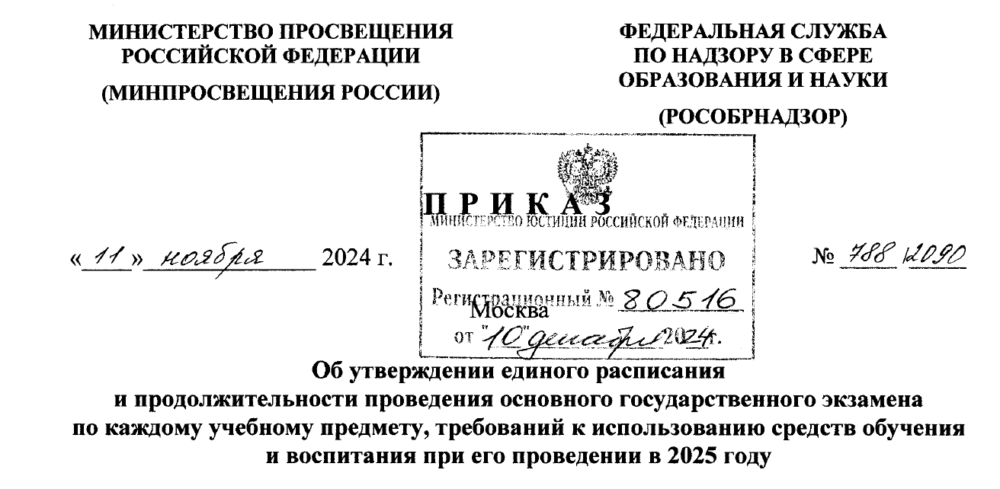 МИНИСТЕРСТВО ПРОСВЕЩЕНИЯ
РОССИЙСКОЙ ФЕДЕРАЦИИ
(МИНПРОСВЕЩЕНИЯ РОССИИ)
ФЕДЕРАЛЬНАЯ СЛУЖБА
ПО НАДЗОРУ В СФЕРЕ
ОБРАЗОВАНИЯ И НАУКИ
(РОСОБРНАДЗОР)
П Р И К А З
МИНИСТЕРСТВО ЮСТИЦИИ РОССИЙСКОЙ ФЕДЕРАЦИИ
ЗАРЕГИСТРИРОВАНО
Регистрационный № 80516
от "10" декабря 2024г.
«11» ноября 2024 г.
№ 788/2090
Москва
Об утверждении единого расписания
и продолжительности проведения основного государственного экзамена
по каждому учебному предмету, требований к использованию средств обучения
и воспитания при его проведении в 2025 году